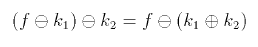 (f ⊖ k₁) ⊖ k₂ = f ⊖ (k₁ ⊕ k₂)